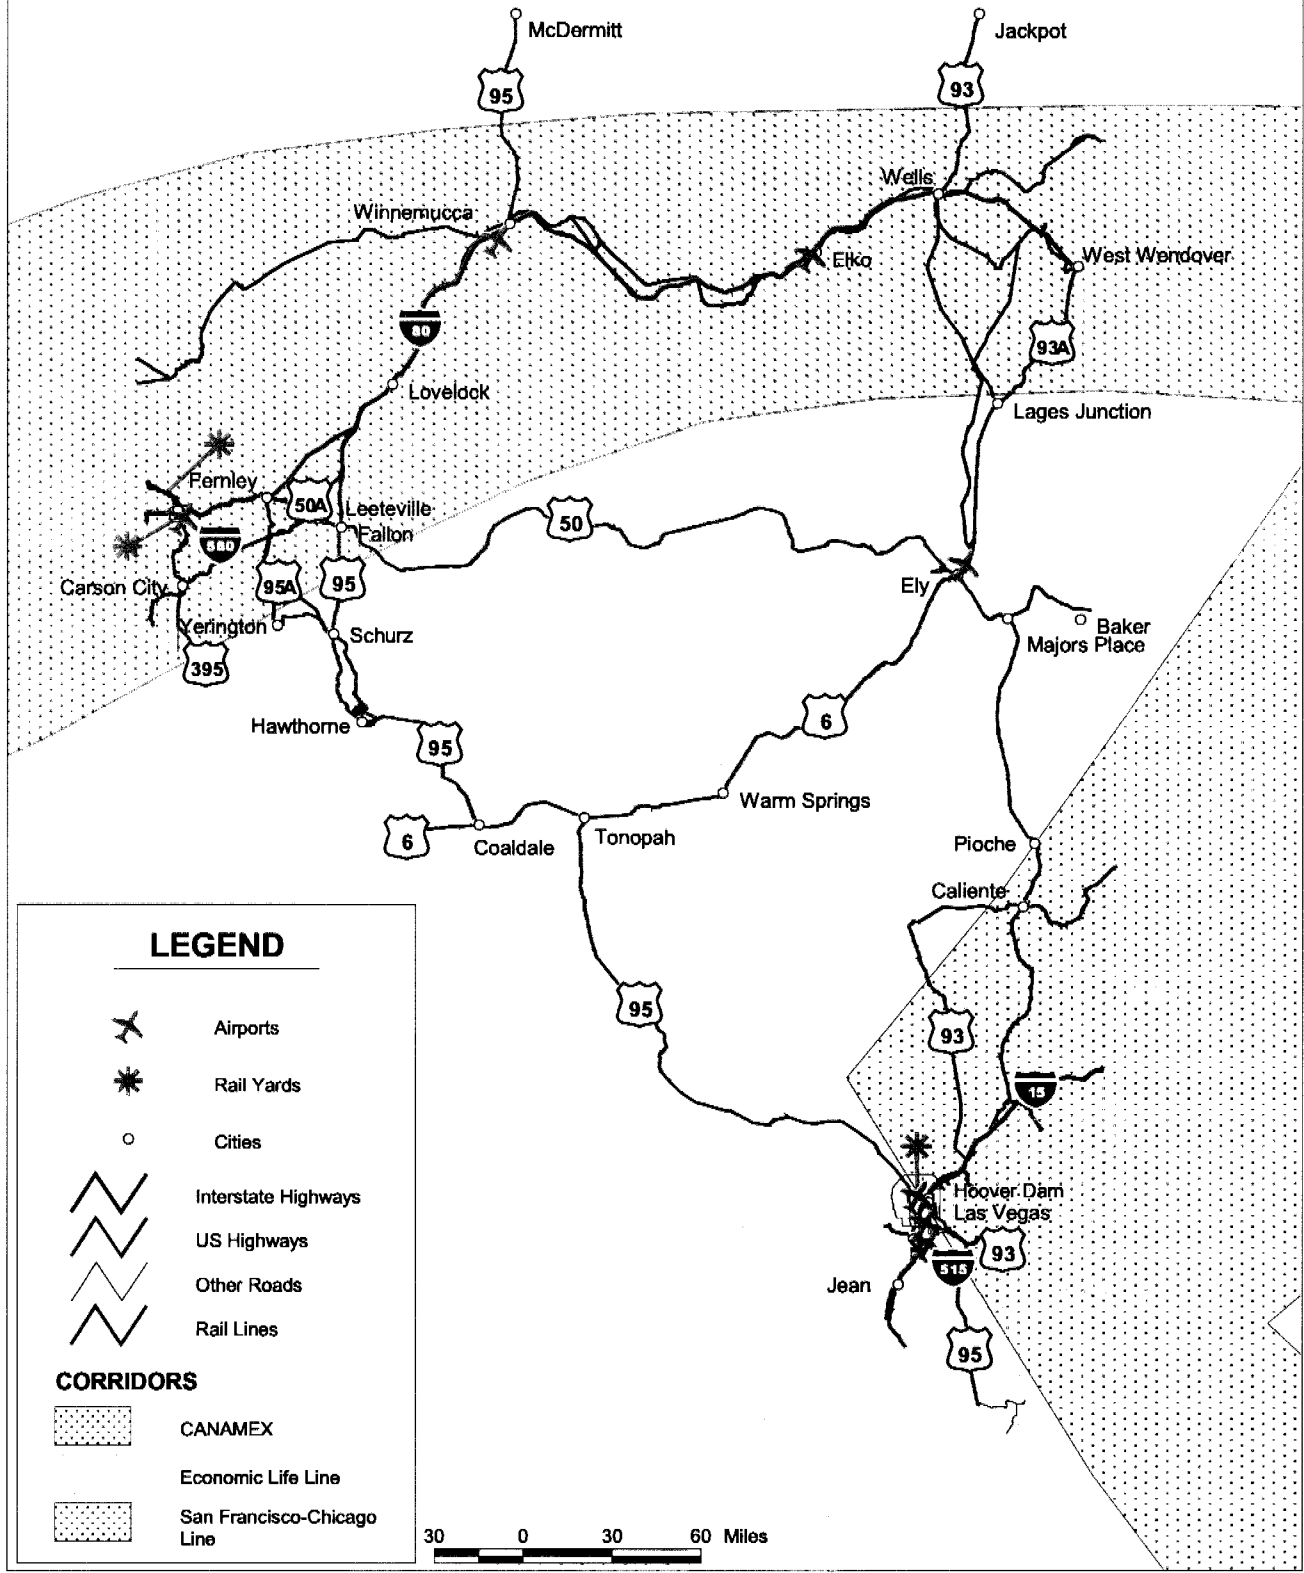 McDermitt
Jackpot
95
93
Wells
Winnemucca
Elko
West Wendover
80
93A
Lovelock
Lages Junction
Fernley
50A
Leeteville
50
Fallon
580
Carson City
95A
95
Ely
Yerington
Schurz
Baker
Majors Place
395
Hawthorne
95
6
Warm Springs
6
Coaldale
Tonopah
Pioche
Caliente
LEGEND
95
93
Airports
Rail Yards
15
Cities
Interstate Highways
Hoover Dam
Las Vegas
US Highways
93
515
Other Roads
Jean
Rail Lines
95
CORRIDORS
CANAMEX
Economic Life Line
San Francisco-Chicago
Line
30 0 30 60 Miles